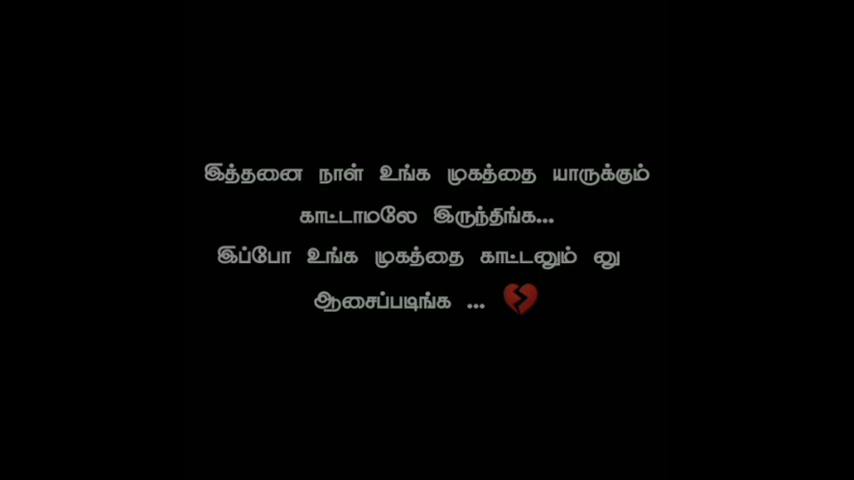 இத்தனை நாள் உங்க முகத்தை யாருக்கும்
காட்டாமலே இருந்திங்க...
இப்போ உங்க முகத்தை காட்டனும் னு
ஆசைப்படிங்க ... 💔